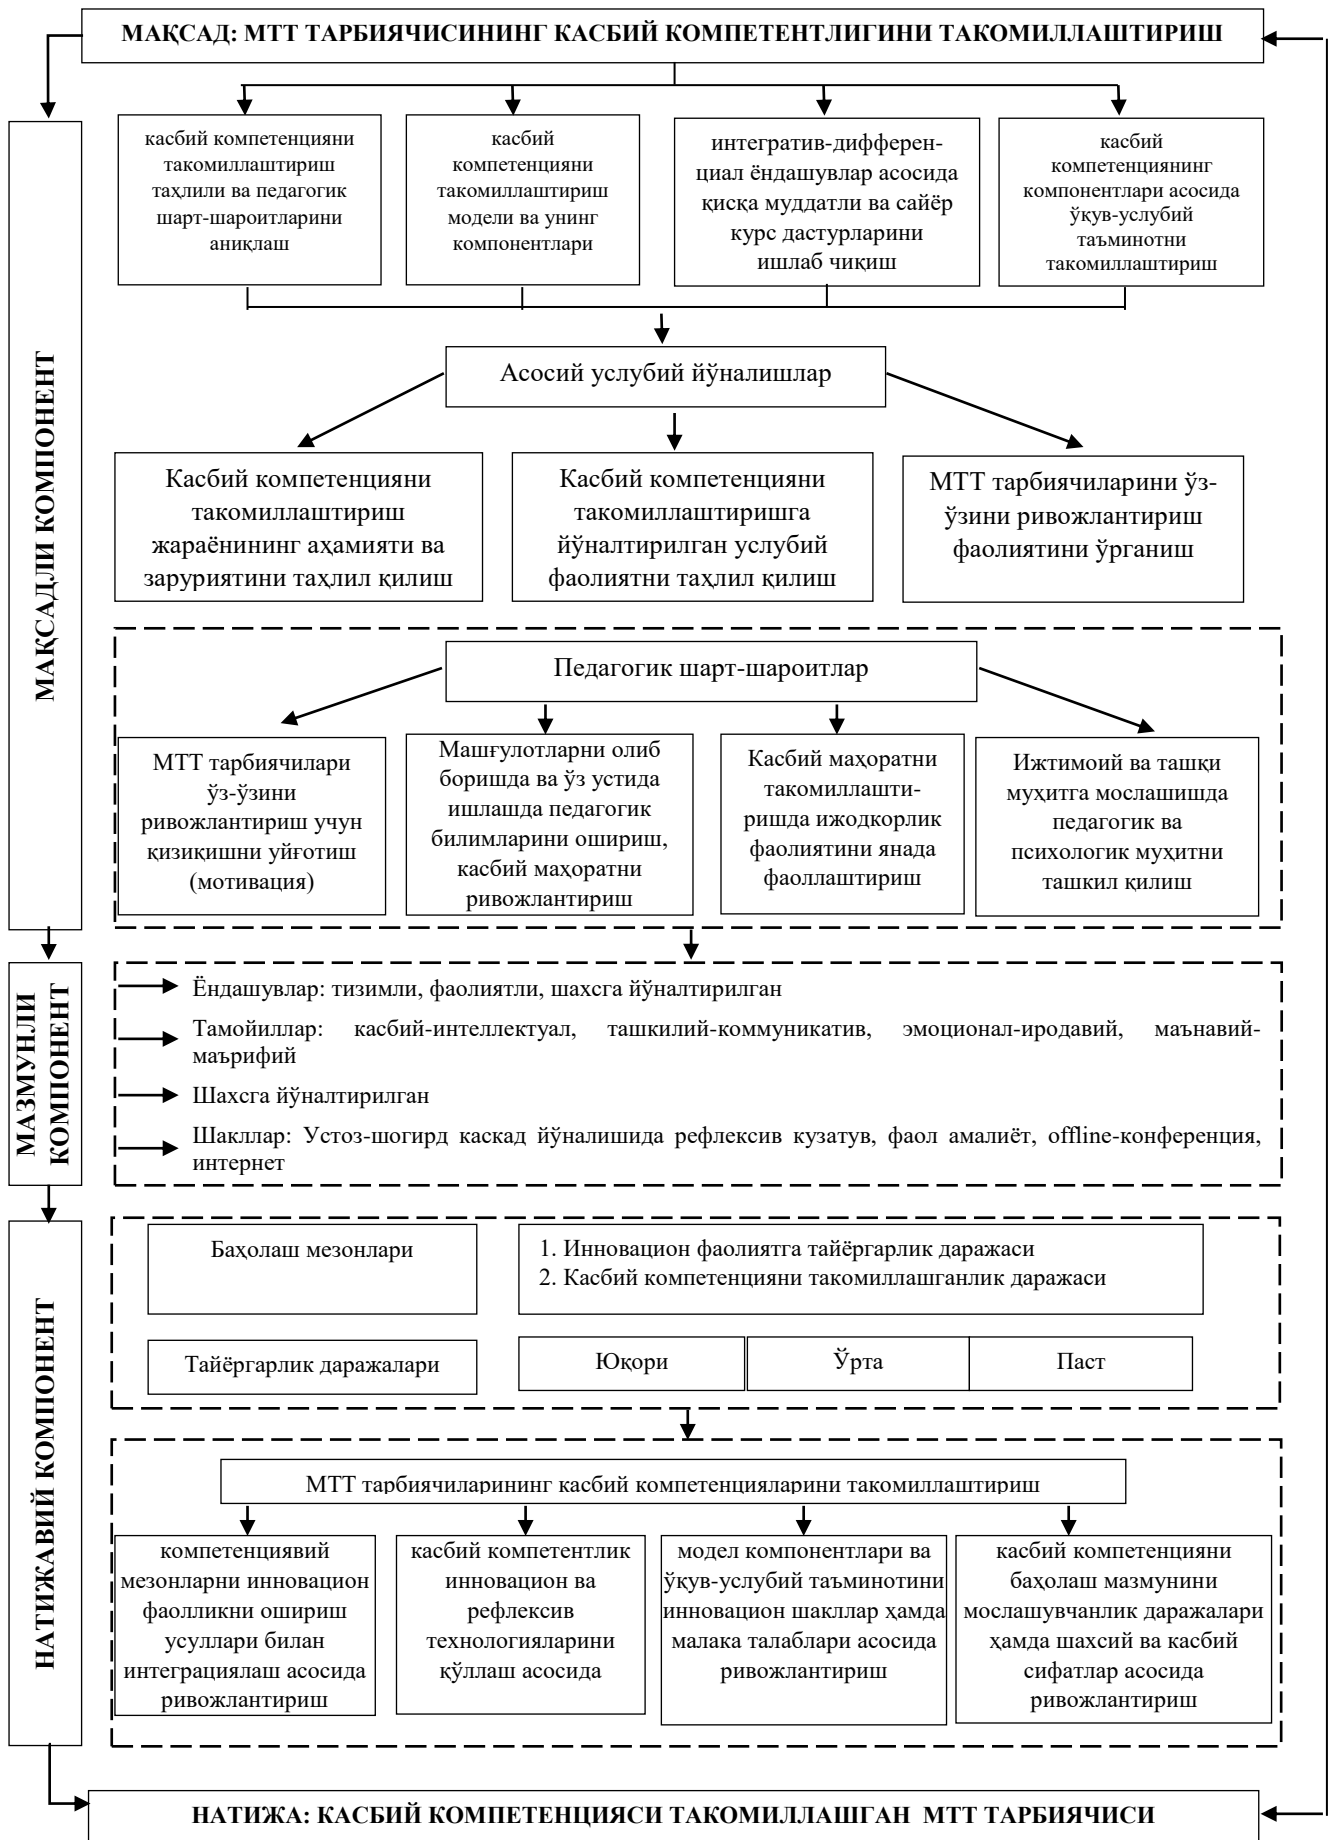 МАҚСАД: МТТ ТАРБИЯЧИСИНИНГ КАСБИЙ КОМПЕТЕНТЛИГИНИ ТАКОМИЛЛАШТИРИШ
МАҚСАДЛИ КОМПОНЕНТ
касбий компетенцияни
такомиллаштириш
таҳлили ва педагогик
шарт-шароитларини
аниқлаш
касбий
компетенцияни
такомиллаштириш
модели ва унинг
компонентлари
интегратив-дифферен-
циал ёндашувлар асосида
қисқа муддатли ва сайёр
курс дастурларини
ишлаб чиқиш
касбий
компетенциянинг
компонентлари асосида
ўқув-услубий
таъминотни
такомиллаштириш
Асосий услубий йўналишлар
Касбий компетенцияни
такомиллаштириш
жараёнининг аҳамияти ва
заруриятини таҳлил қилиш
Касбий компетенцияни
такомиллаштиришга
йўналтирилган услубий
фаолиятни таҳлил қилиш
МТТ тарбиячиларини ўз-
ўзини ривожлантириш
фаолиятини ўрганиш
Педагогик шарт-шароитлар
МТТ тарбиячилари
ўз-ўзини
ривожлантириш учун
қизиқишни уйғотиш
(мотивация)
Машғулотларни олиб
боришда ва ўз устида
ишлашда педагогик
билимларини ошириш,
касбий маҳоратни
ривожлантириш
Касбий маҳоратни
такомиллашти-
ришда ижодкорлик
фаолиятини янада
фаоллаштириш
Ижтимоий ва ташқи
муҳитга мослашишда
педагогик ва
психологик муҳитни
ташкил қилиш
МАЗМУНЛИ
КОМПОНЕНТ
Ёндашувлар: тизимли, фаолиятли, шахсга йўналтирилган
Тамойиллар: касбий-интеллектуал, ташкилий-коммуникатив, эмоционал-иродавий, маънавий-
маърифий
Шахсга йўналтирилган
Шакллар: Устоз-шогирд каскад йўналишида рефлексив кузатув, фаол амалиёт, offline-конференция,
интернет
НАТИЖАВИЙ КОМПОНЕНТ
Баҳолаш мезонлари
1. Инновацион фаолиятга тайёргарлик даражаси
2. Касбий компетенцияни такомиллашганлик даражаси
Тайёргарлик даражалари
Юқори
Ўрта
Паст
МТТ тарбиячиларининг касбий компетенцияларини такомиллаштириш
компетенциявий
мезонларни инновацион
фаолликни ошириш
усуллари билан
интеграциялаш асосида
ривожлантириш
касбий компетентлик
инновацион ва
рефлексив
технологияларини
қўллаш асосида
модел компонентлари ва
ўқув-услубий таъминотини
инновацион шакллар ҳамда
малака талаблари асосида
ривожлантириш
касбий компетенцияни
баҳолаш мазмунини
мослашувчанлик даражалари
ҳамда шахсий ва касбий
сифатлар асосида
ривожлантириш
НАТИЖА: КАСБИЙ КОМПЕТЕНЦИЯСИ ТАКОМИЛЛАШГАН МТТ ТАРБИЯЧИСИ